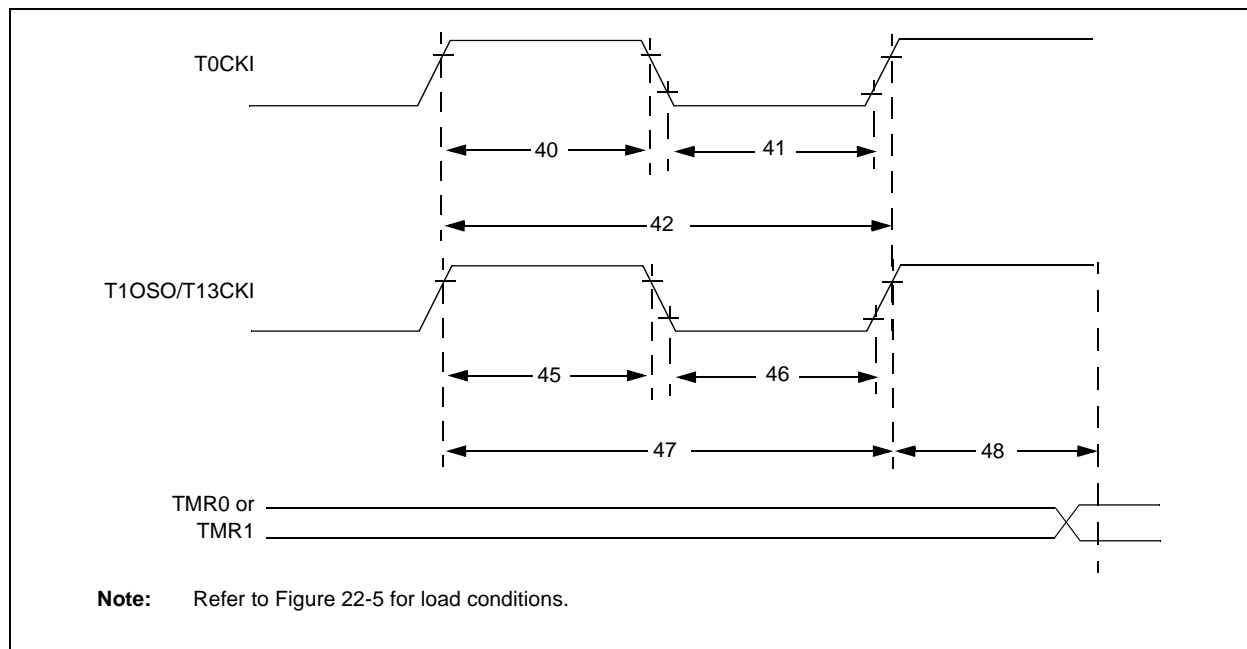 T0CKI
40
41
42
T1OSO/T13CKI
45
46
47
48
TMR0 or
TMR1
Note: Refer to Figure 22-5 for load conditions.